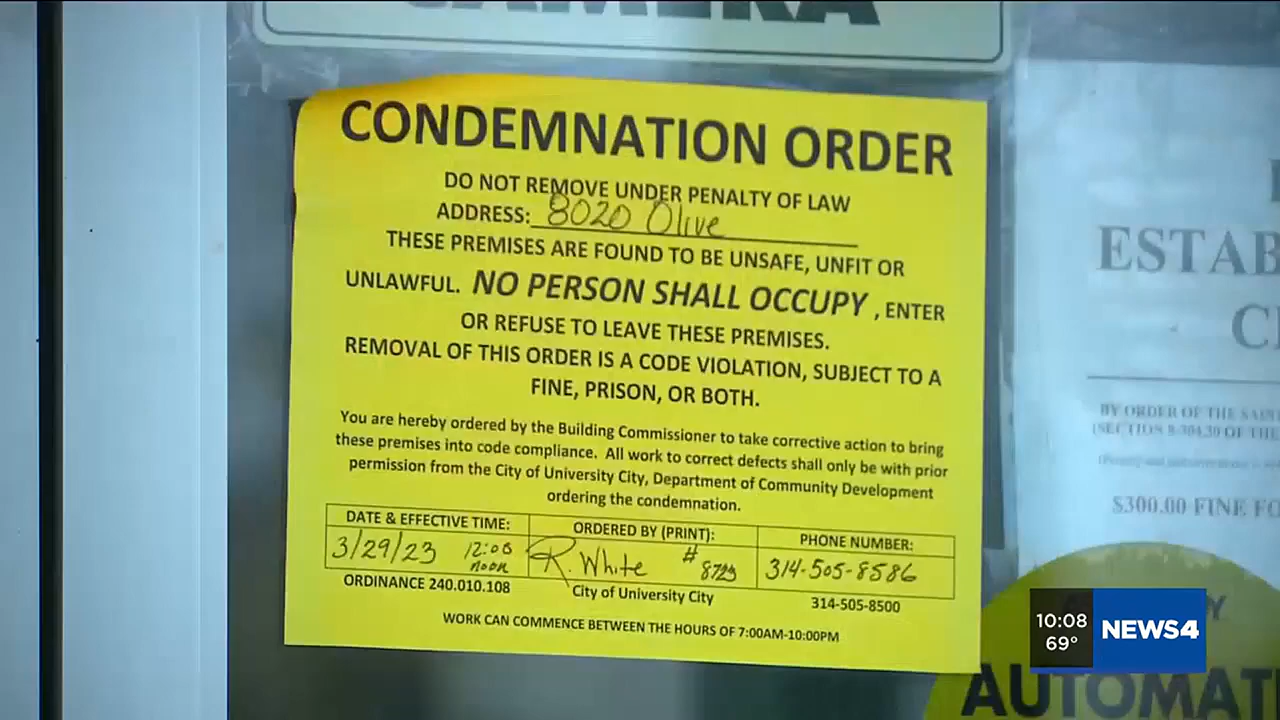 CAMERA
CONDEMNATION ORDER
DO NOT REMOVE UNDER PENALTY OF LAW
ADDRESS: 8020 Olive
THESE PREMISES ARE FOUND TO BE UNSAFE, UNFIT OR
UNLAWFUL. NO PERSON SHALL OCCUPY , ENTER
OR REFUSE TO LEAVE THESE PREMISES.
REMOVAL OF THIS ORDER IS A CODE VIOLATION, SUBJECT TO A
FINE, PRISON, OR BOTH.
You are hereby ordered by the Building Commissioner to take corrective action to bring
these premises into code compliance. All work to correct defects shall only be with prior
permission from the City of University City, Department of Community Development
ordering the condemnation.
DATE & EFFECTIVE TIME: ORDERED BY (PRINT): PHONE NUMBER:
3/29/23 12:00 noon R. White # 8723 314-505-8586
ORDINANCE 240.010.108 City of University City 314-505-8500
WORK CAN COMMENCE BETWEEN THE HOURS OF 7:00AM-10:00PM
ESTAB
C
BY ORDER OF THE SAIN
(SECTION 8-304.30 OF THE
$300.00 FINE FO
AUTOMAT
10:08
69°
NEWS4